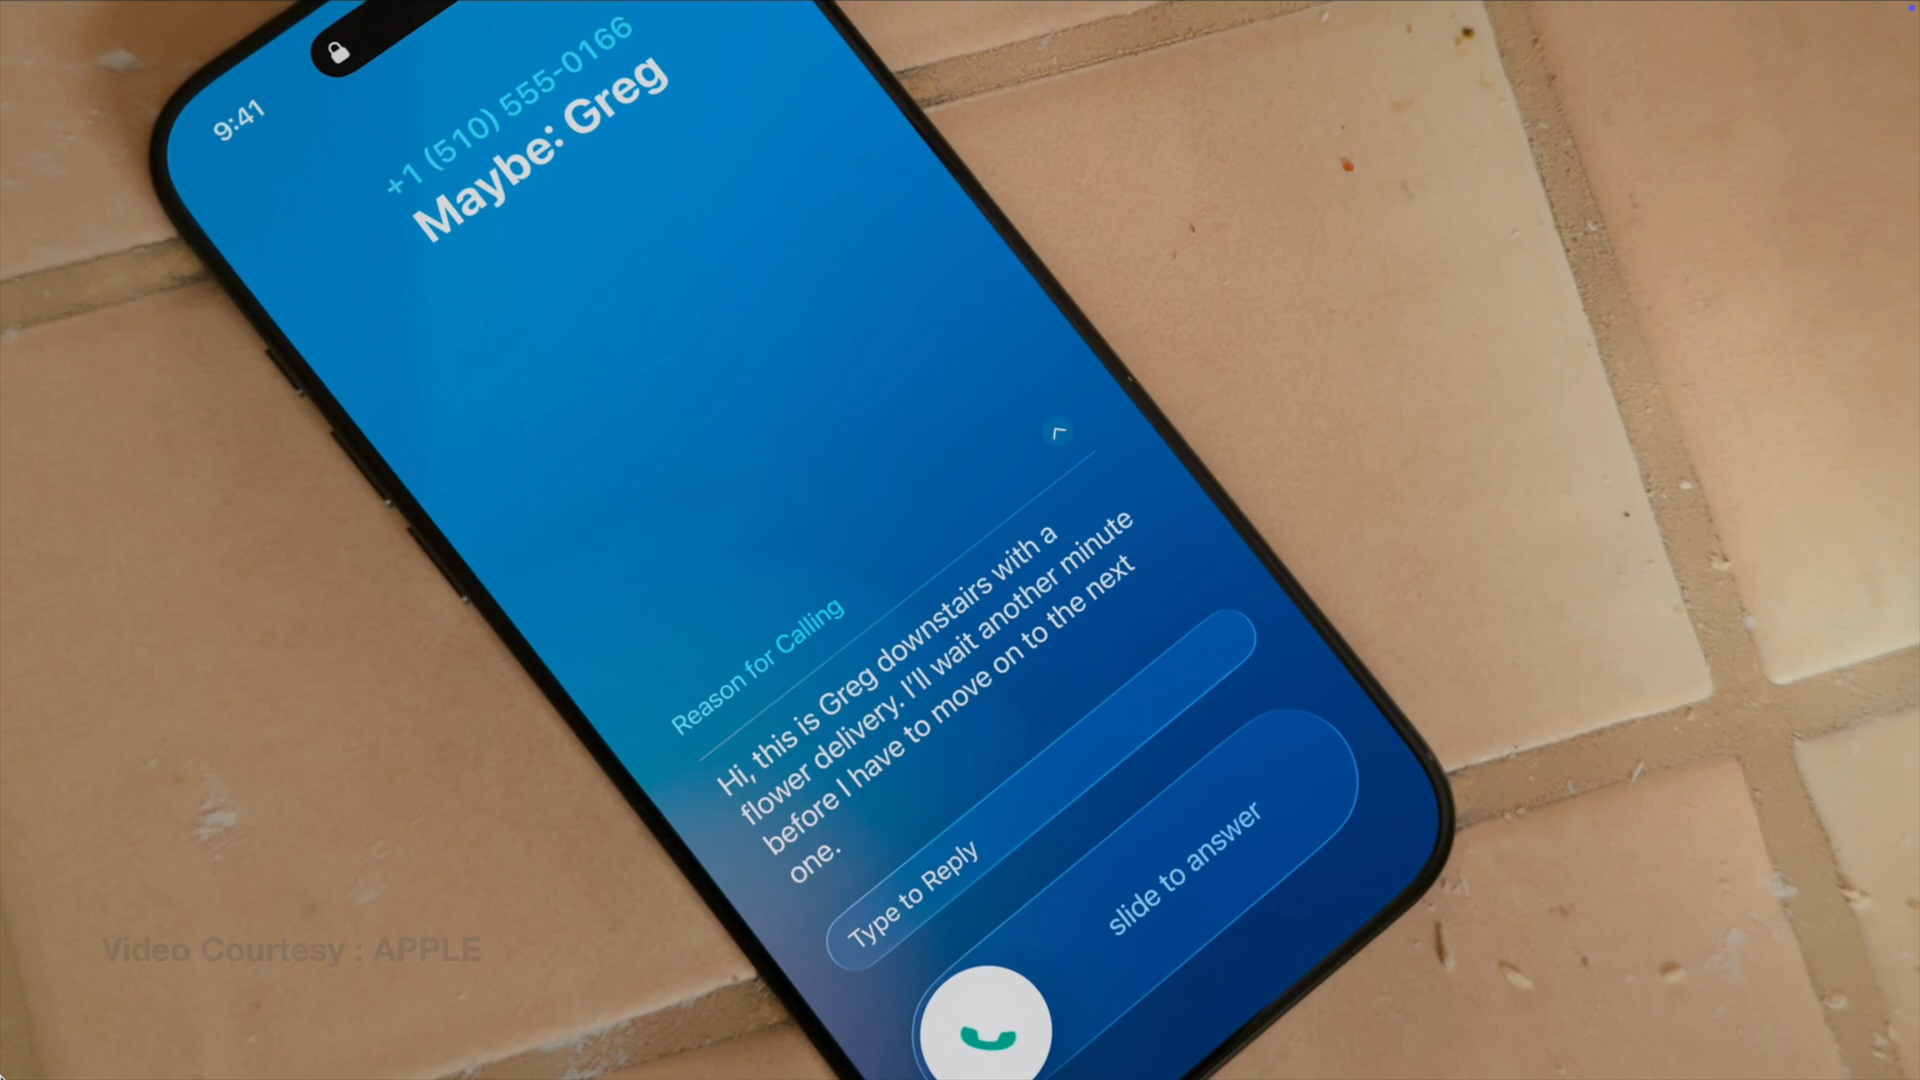 9:41
+1 (510) 555-0166
Maybe: Greg
Reason for Calling
Hi, this is Greg downstairs with a
flower delivery. I'll wait another minute
before I have to move on to the next
one.
Type to Reply
slide to answer
Video Courtesy : APPLE